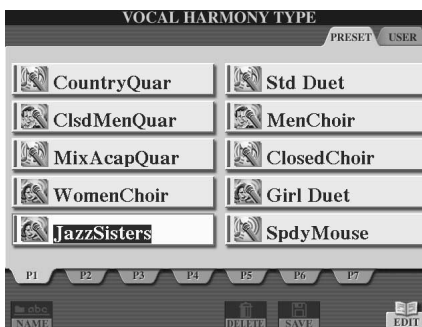 VOCAL HARMONY TYPE
PRESET USER
CountryQuar Std Duet
ClsdMenQuar MenChoir
MixAcapQuar ClosedChoir
WomenChoir Girl Duet
JazzSisters SpdyMouse
P1 P2 P3 P4 P5 P6 P7
abc
NAME DELETE SAVE EDIT